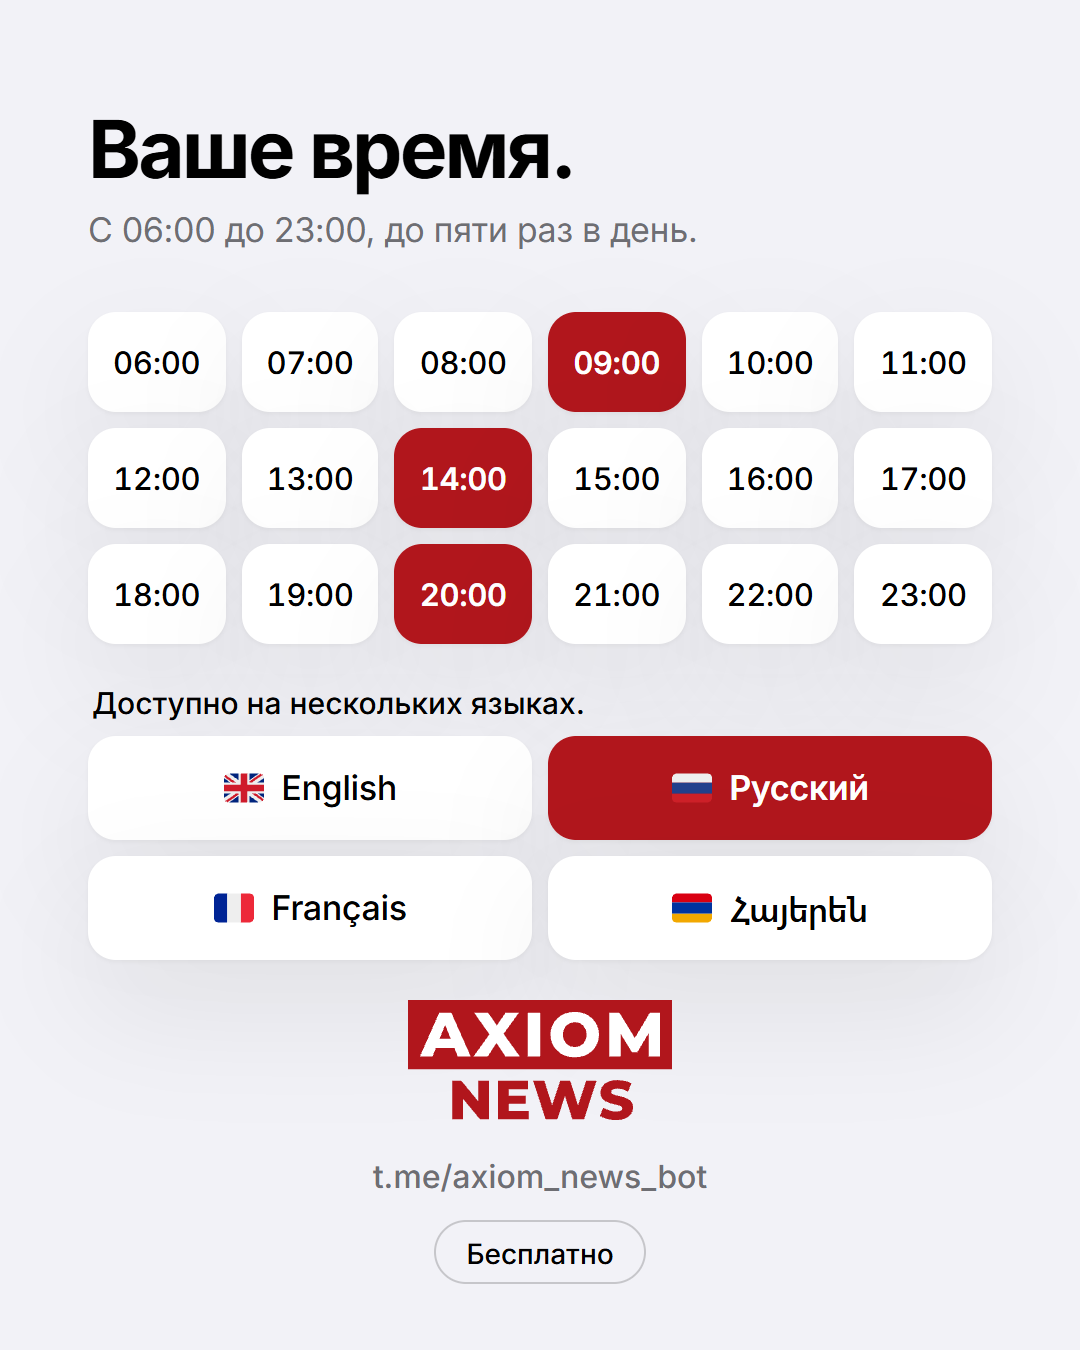 Ваше время.
С 06:00 до 23:00, до пяти раз в день.
06:00 07:00 08:00 09:00 10:00 11:00
12:00 13:00 14:00 15:00 16:00 17:00
18:00 19:00 20:00 21:00 22:00 23:00
Доступно на нескольких языках.
English Русский
Français Հայերեն
AXIOM
NEWS
t.me/axiom_news_bot
Бесплатно